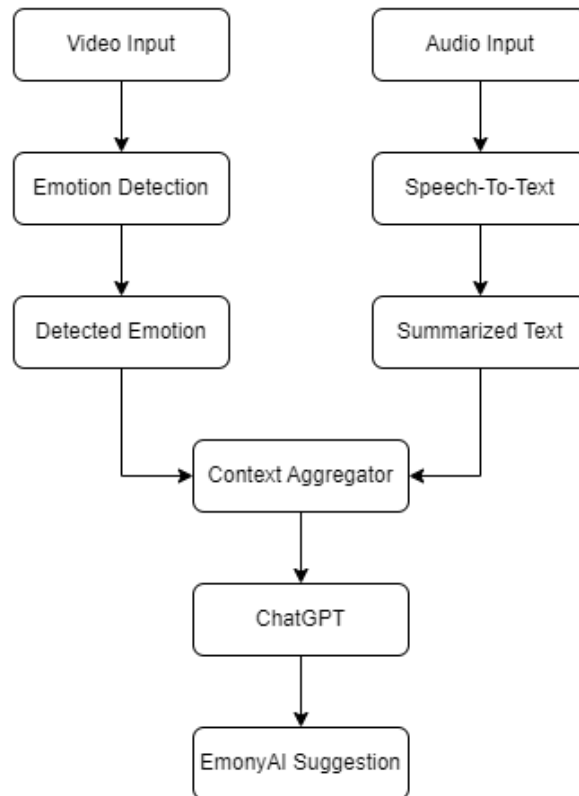 Video Input
Audio Input
Emotion Detection
Speech-To-Text
Detected Emotion
Summarized Text
Context Aggregator
ChatGPT
EmonyAI Suggestion